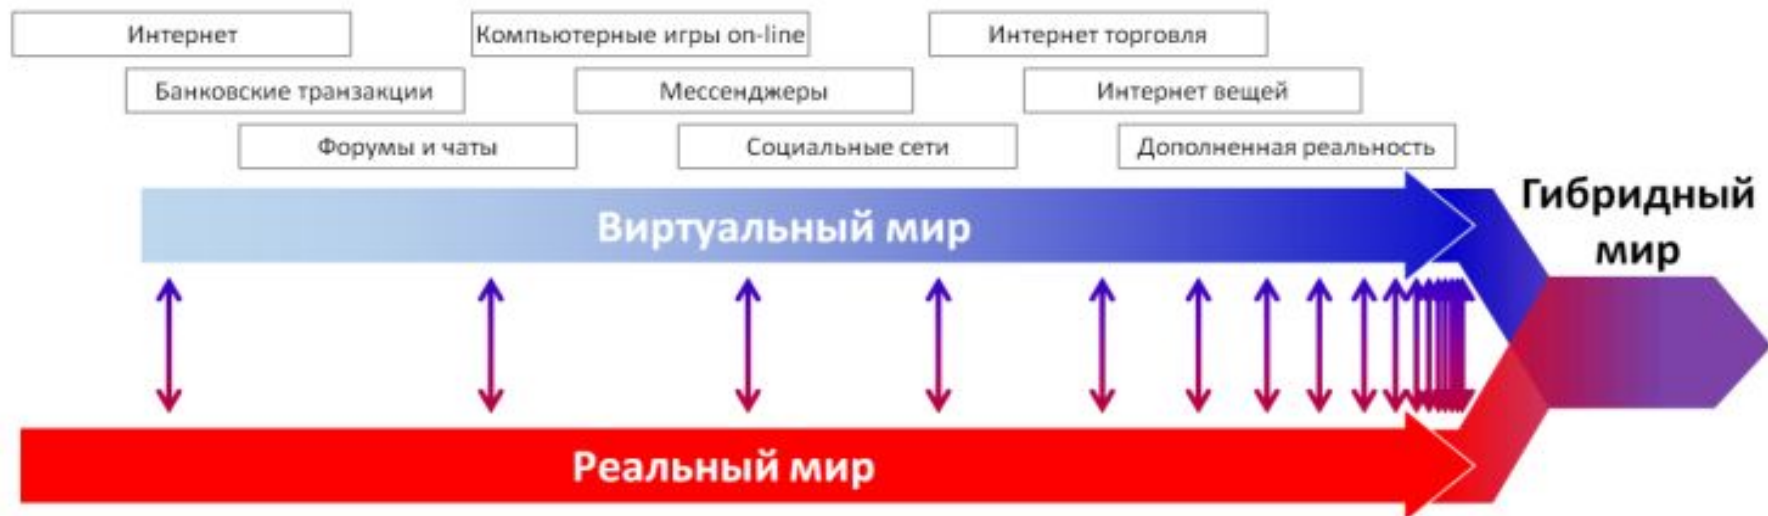 Интернет
Компьютерные игры on-line
Интернет торговля
Банковские транзакции
Мессенджеры
Интернет вещей
Форумы и чаты
Социальные сети
Дополненная реальность
Виртуальный мир
Гибридный
мир
Реальный мир